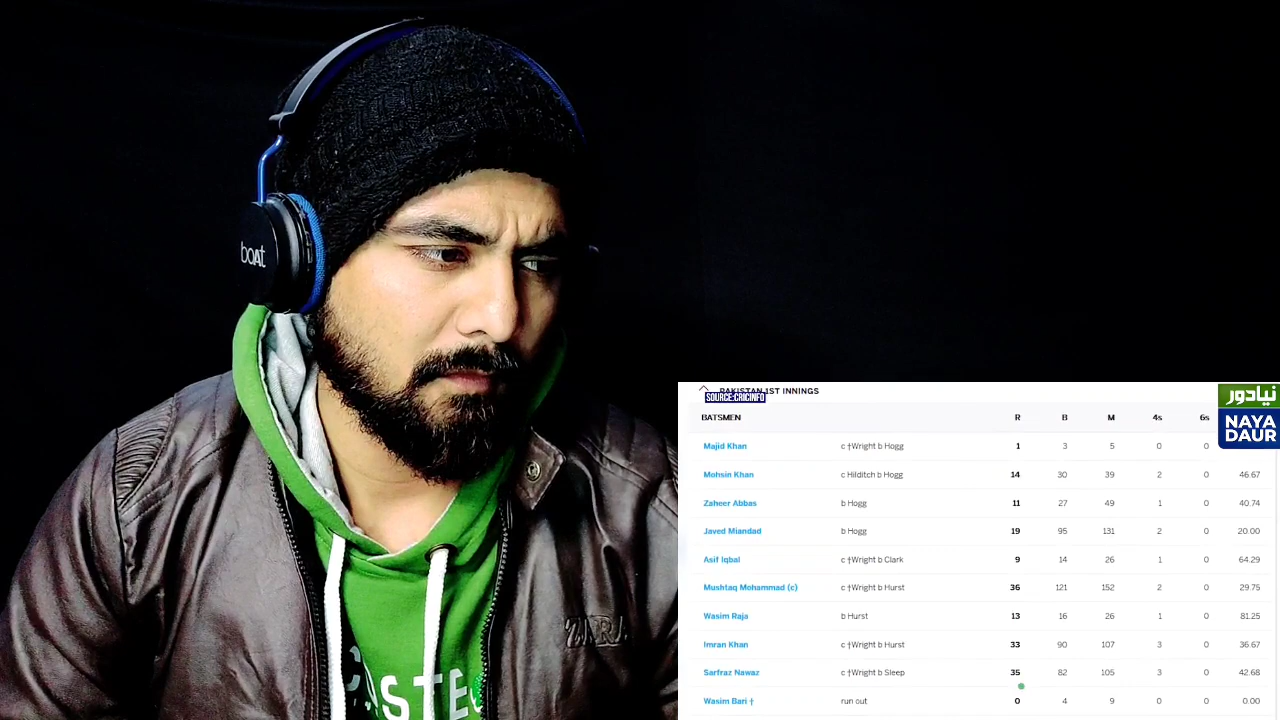 boAt
ZARA
COSTE
PAKISTAN 1ST INNINGS
SOURCE:CRICINFO
نیادور
NAYA
DAUR
BATSMEN R B M 4s 6s
Majid Khan c †Wright b Hogg 1 3 5 0 0
Mohsin Khan c Hilditch b Hogg 14 30 39 2 0 46.67
Zaheer Abbas b Hogg 11 27 49 1 0 40.74
Javed Miandad b Hogg 19 95 131 2 0 20.00
Asif Iqbal c †Wright b Clark 9 14 26 1 0 64.29
Mushtaq Mohammad (c) c †Wright b Hurst 36 121 152 2 0 29.75
Wasim Raja b Hurst 13 16 26 1 0 81.25
Imran Khan c †Wright b Hurst 33 90 107 3 0 36.67
Sarfraz Nawaz c †Wright b Sleep 35 82 105 3 0 42.68
Wasim Bari † run out 0 4 9 0 0 0.00